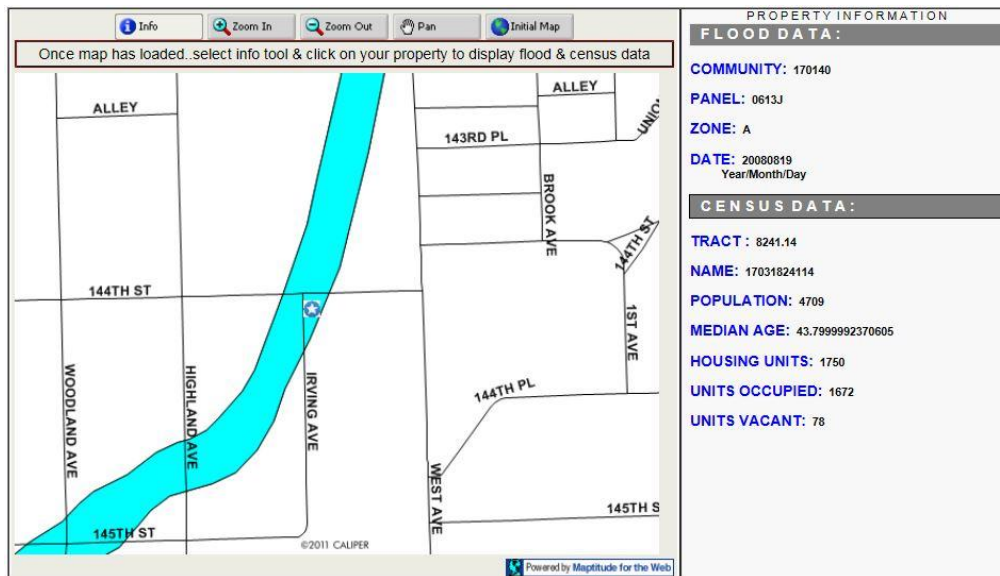 Info
Zoom In
Zoom Out
Pan
Initial Map
Once map has loaded..select info tool & click on your property to display flood & census data
ALLEY
ALLEY
143RD PL
UNION
BROOK AVE
144TH ST
144TH ST
1ST AVE
WOODLAND AVE
HIGHLAND AVE
IRVING AVE
144TH PL
WEST AVE
145TH ST
145TH S
©2011 CALIPER
Powered by Maptitude for the Web
PROPERTY INFORMATION
FLOOD DATA:
COMMUNITY: 170140
PANEL: 0613J
ZONE: A
DATE: 20080819
Year/Month/Day
CENSUS DATA:
TRACT : 8241.14
NAME: 17031824114
POPULATION: 4709
MEDIAN AGE: 43.7999992370605
HOUSING UNITS: 1750
UNITS OCCUPIED: 1672
UNITS VACANT: 78